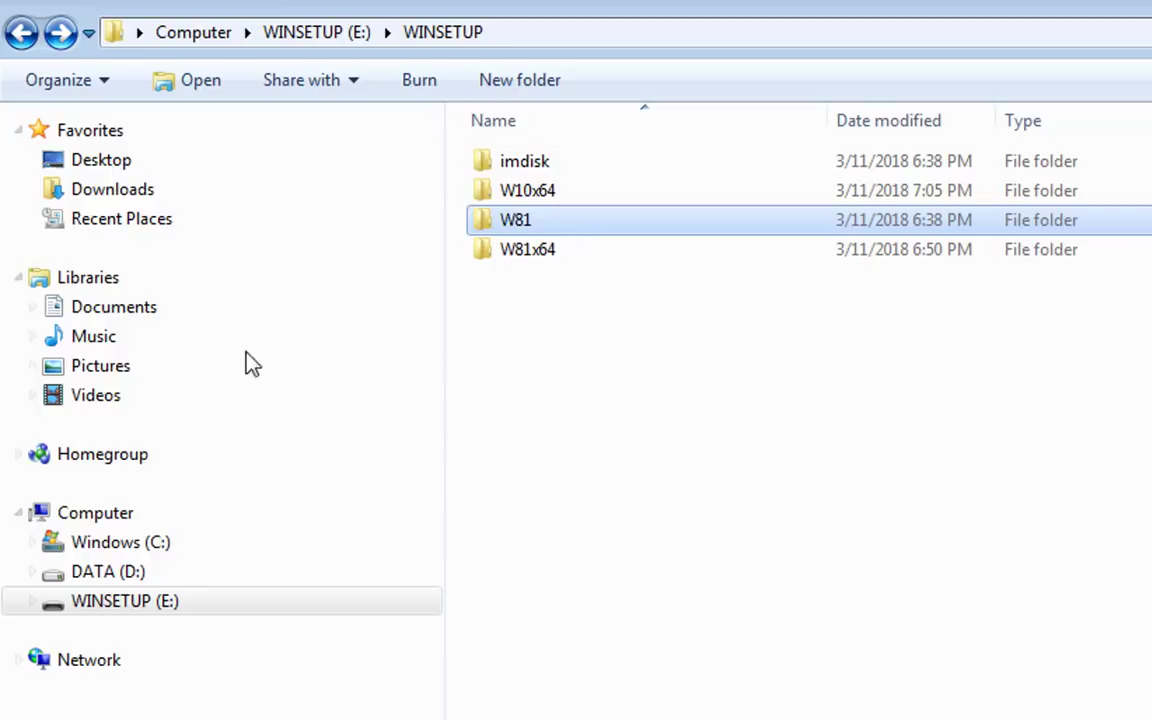 Computer WINSETUP (E:) WINSETUP
Organize Open Share with Burn New folder
Name Date modified Type
Favorites
Desktop
Downloads
Recent Places
Libraries
Documents
Music
Pictures
Videos
Homegroup
Computer
Windows (C:)
DATA (D:)
WINSETUP (E:)
Network
imdisk 3/11/2018 6:38 PM File folder
W10x64 3/11/2018 7:05 PM File folder
W81 3/11/2018 6:38 PM File folder
W81x64 3/11/2018 6:50 PM File folder